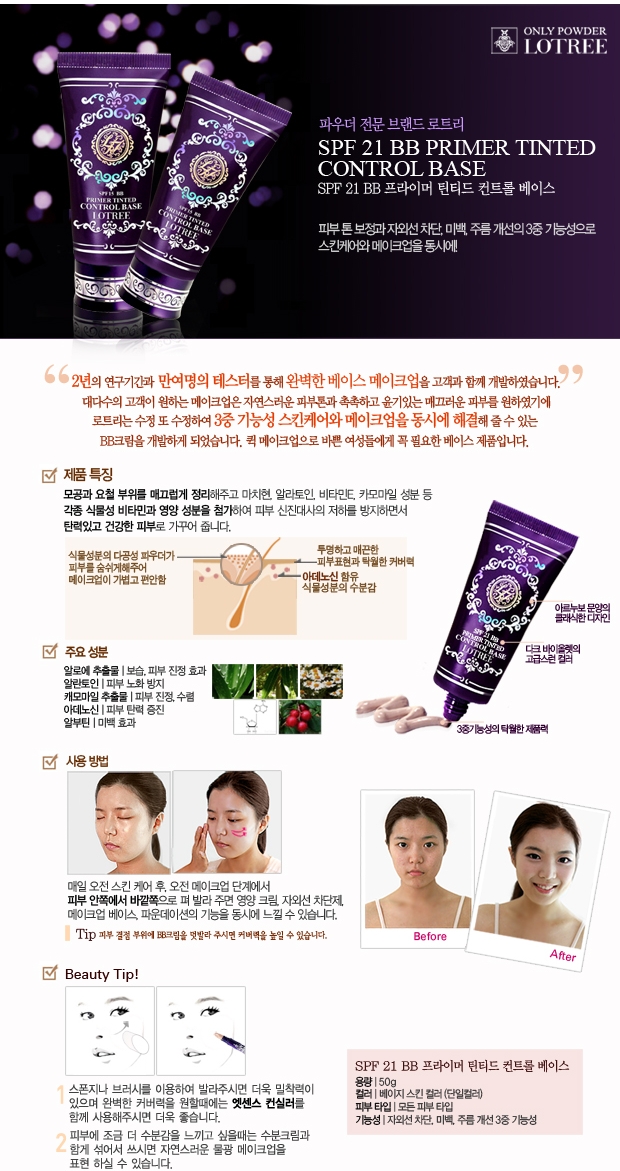 ONLY POWDER
LOTREE
파우더 전문 브랜드 로트리
SPF 21 BB PRIMER TINTED
CONTROL BASE
SPF 21 BB 프라이머 틴티드 컨트롤 베이스
피부 톤 보정과 자외선 차단, 미백, 주름 개선의 3중 기능성으로
스킨케어와 메이크업을 동시에!
SPF 15 BB
PRIMER TINTED
CONTROL BASE
LOTREE
SPF 15 BB
PRIMER TINTED
CONTROL BASE
LOTREE
“2년의 연구기간과 만여명의 테스터를 통해 완벽한 베이스 메이크업을 고객과 함께 개발하였습니다.”
대다수의 고객이 원하는 메이크업은 자연스러운 피부톤과 촉촉하고 윤기있는 매끄러운 피부를 원하였기에
로트리는 수정 또 수정하여 3중 기능성 스킨케어와 메이크업을 동시에 해결해 줄 수 있는
BB크림을 개발하게 되었습니다. 퀵 메이크업으로 바쁜 여성들에게 꼭 필요한 베이스 제품입니다.
제품 특징
모공과 요철 부위를 매끄럽게 정리해주고 마치현, 알라토인, 비타민E, 카모마일 성분 등
각종 식물성 비타민과 영양 성분을 첨가하여 피부 신진대사의 저하를 방지하면서
탄력있고 건강한 피부로 가꾸어 줍니다.
식물성분의 다공성 파우더가
피부를 숨쉬게해주어
메이크업이 가볍고 편안함
투명하고 매끈한
피부표현과 탁월한 커버력
아데노신 함유
식물성분의 수분감
SPF 21 BB
PRIMER TINTED
CONTROL BASE
LOTREE
아르누보 문양의
클래식한 디자인
다크 바이올렛의
고급스런 컬러
3중기능성의 탁월한 제품력
주요 성분
알로에 추출물 | 보습, 피부 진정 효과
알란토인 | 피부 노화 방지
캐모마일 추출물 | 피부 진정, 수렴
아데노신 | 피부 탄력 증진
알부틴 | 미백 효과
사용 방법
매일 오전 스킨 케어 후, 오전 메이크업 단계에서
피부 안쪽에서 바깥쪽으로 펴 발라 주면 영양 크림, 자외선 차단제,
메이크업 베이스, 파운데이션의 기능을 동시에 느낄 수 있습니다.
Tip 피부 결점 부위에 BB크림을 덧발라 주시면 커버력을 높일 수 있습니다.
Before
After
Beauty Tip!
1 스폰지나 브러시를 이용하여 발라주시면 더욱 밀착력이
있으며 완벽한 커버력을 원할때에는 엣센스 컨실러를
함께 사용해주시면 더욱 좋습니다.
2 피부에 조금 더 수분감을 느끼고 싶을때는 수분크림과
함께 섞어서 쓰시면 자연스러운 물광 메이크업을
표현 하실 수 있습니다.
SPF 21 BB 프라이머 틴티드 컨트롤 베이스
용량 | 50g
컬러 | 베이지 스킨 컬러 (단일컬러)
피부 타입 | 모든 피부 타입
기능성 | 자외선 차단, 미백, 주름 개선 3중 기능성